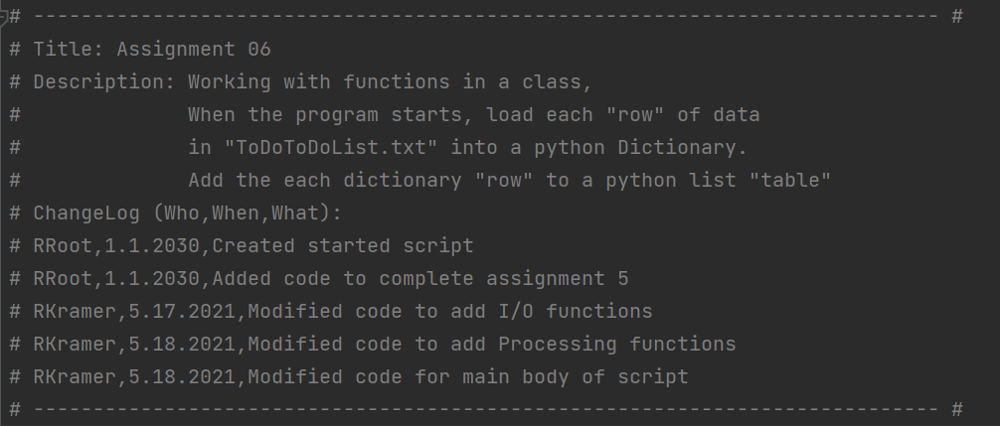 # ---------------------------------------------------------------------------- #
# Title: Assignment 06
# Description: Working with functions in a class,
#              When the program starts, load each "row" of data
#              in "ToDoToDoList.txt" into a python Dictionary.
#              Add the each dictionary "row" to a python list "table"
# ChangeLog (Who,When,What):
# RRoot,1.1.2030,Created started script
# RRoot,1.1.2030,Added code to complete assignment 5
# RKramer,5.17.2021,Modified code to add I/O functions
# RKramer,5.18.2021,Modified code to add Processing functions
# RKramer,5.18.2021,Modified code for main body of script
# ---------------------------------------------------------------------------- #